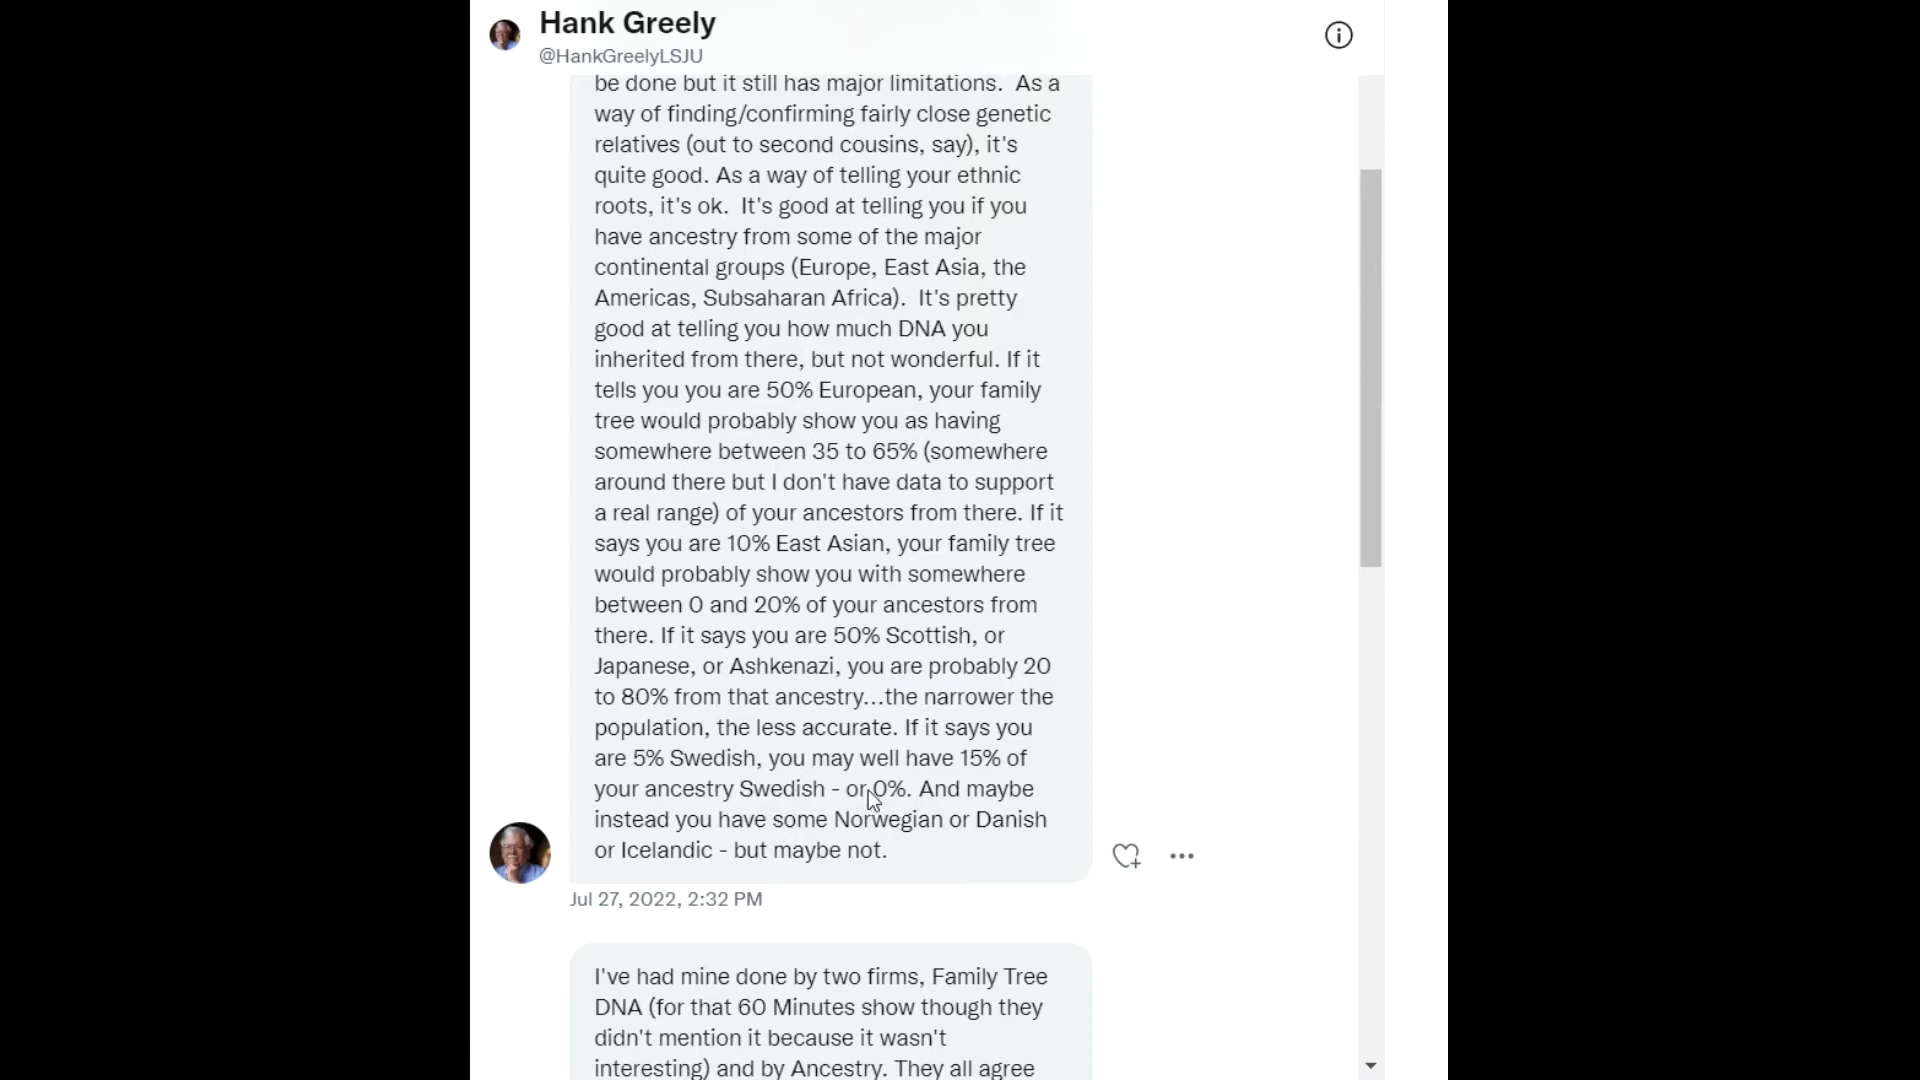 Hank Greely
@HankGreelyLSJU
be done but it still has major limitations.  As a
way of finding/confirming fairly close genetic
relatives (out to second cousins, say), it's
quite good. As a way of telling your ethnic
roots, it's ok.  It's good at telling you if you
have ancestry from some of the major
continental groups (Europe, East Asia, the
Americas, Subsaharan Africa).  It's pretty
good at telling you how much DNA you
inherited from there, but not wonderful. If it
tells you you are 50% European, your family
tree would probably show you as having
somewhere between 35 to 65% (somewhere
around there but I don't have data to support
a real range) of your ancestors from there. If it
says you are 10% East Asian, your family tree
would probably show you with somewhere
between 0 and 20% of your ancestors from
there. If it says you are 50% Scottish, or
Japanese, or Ashkenazi, you are probably 20
to 80% from that ancestry...the narrower the
population, the less accurate. If it says you
are 5% Swedish, you may well have 15% of
your ancestry Swedish - or 0%. And maybe
instead you have some Norwegian or Danish
or Icelandic - but maybe not.
Jul 27, 2022, 2:32 PM
I've had mine done by two firms, Family Tree
DNA (for that 60 Minutes show though they
didn't mention it because it wasn't
interesting) and by Ancestry. They all agree